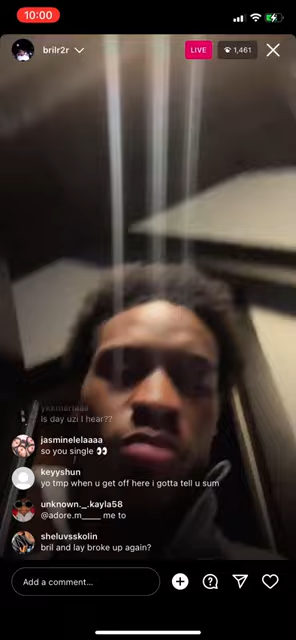 10:00
brilr2r
LIVE
1,461
ykkmariiaa
is day uzi I hear??
jasminelelaaaa
so you single 👀
keyyshun
yo tmp when u get off here i gotta tell u sum
unknown._.kayla58
@adore.m_____ me to
sheluvsskolin
bril and lay broke up again?
Add a comment...